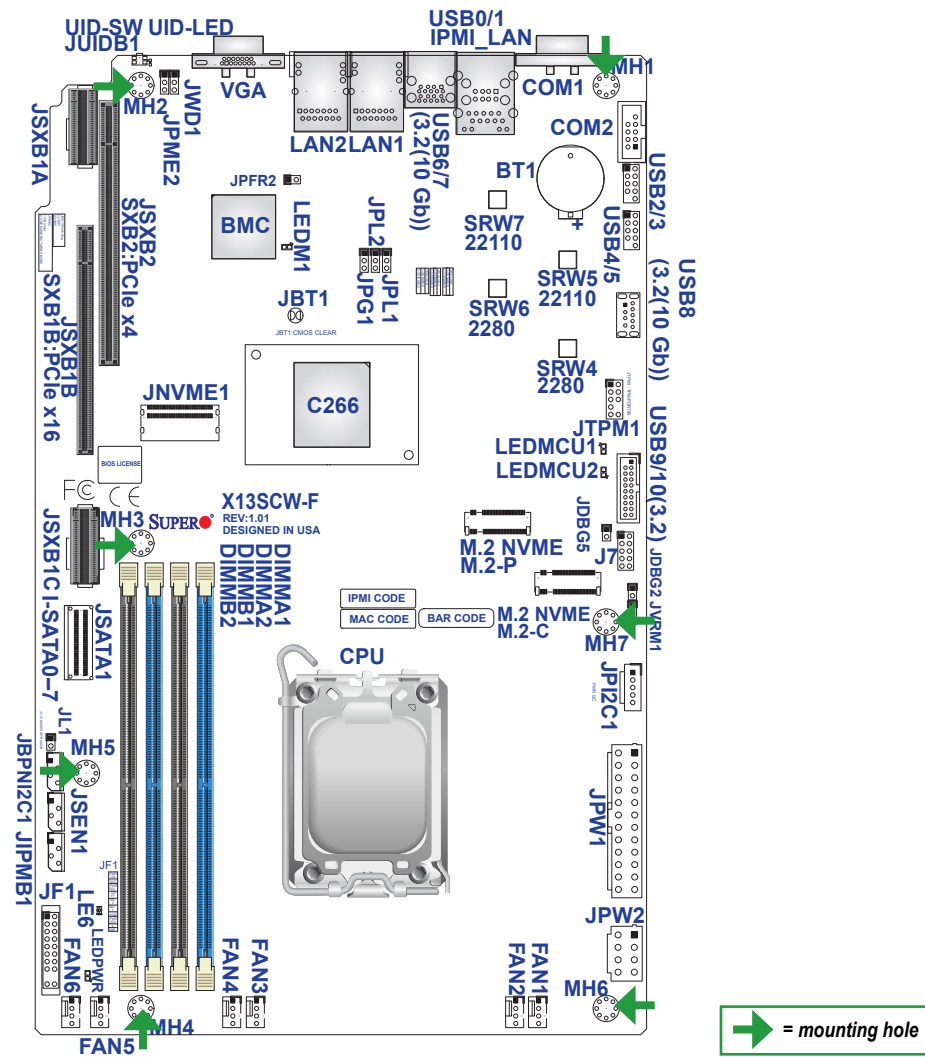 UID-SW UID-LED
JUIDB1
USB0/1
IPMI_LAN
MH1
MH2
JWD1
JPME2
VGA
LAN2
LAN1
USB6/7
(3.2(10 Gb))
COM1
COM2
JSXB1A
JPFR2
BMC
LEDM1
JPL2
JPG1
JPL1
BT1
+
SRW7
22110
SRW5
22110
SRW6
2280
SRW4
2280
USB2/3
USB4/5
USB8
(3.2(10 Gb))
JSXB2
SXB2:PCIe x4
JSXB1B
SXB1B:PCIe x16
JBT1
JBT1:CMOS CLEAR
C266
JNVME1
JTPM1
LEDMCU1
LEDMCU2
USB9/10(3.2)
BIOS LICENSE
FC
CE
MH3
SUPER
X13SCW-F
REV:1.01
DESIGNED IN USA
M.2 NVME
M.2-P
JDBG5
J7
JDBG2
JVRM1
JSXB1C
I-SATA0–7
JSATA1
DIMMB2
DIMMB1
DIMMA2
DIMMA1
IPMI CODE
MAC CODE
BAR CODE
M.2 NVME
M.2-C
MH7
CPU
JPI2C1
JL1
MH5
JBPNI2C1
JSEN1
JIPMB1
JPW1
JF1
JF1
LE6
LEDPWR
JPW2
FAN6
FAN5
MH4
FAN4
FAN3
FAN2
FAN1
MH6
= mounting hole